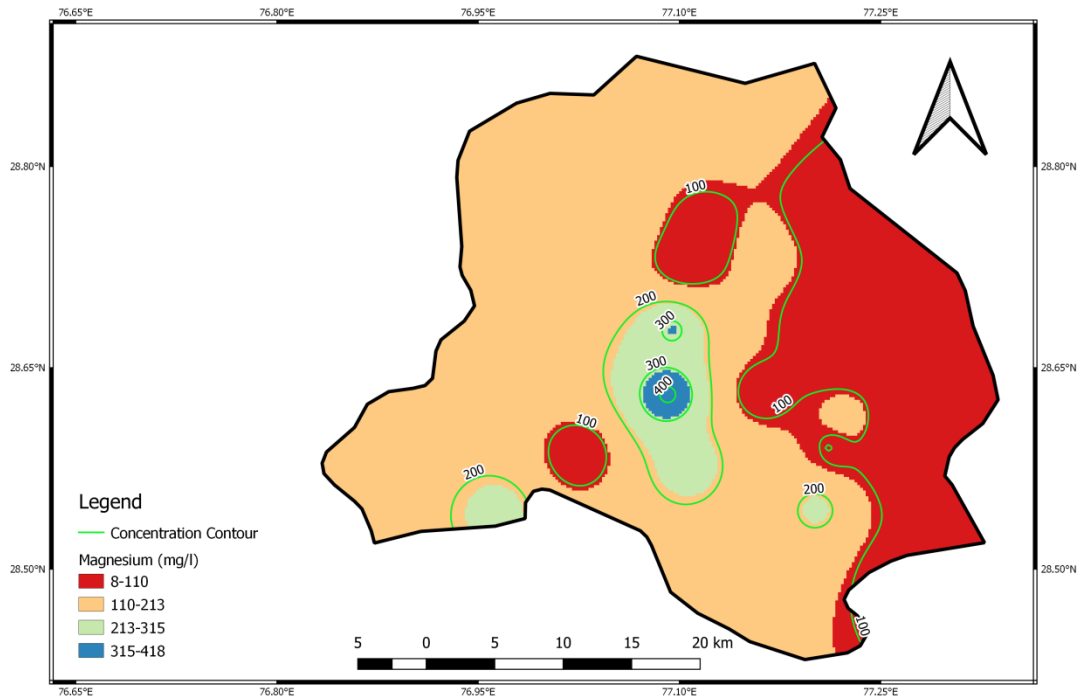 76.65°E 76.80°E 76.95°E 77.10°E 77.25°E
28.80°N 28.80°N
100
200
300
28.65°N 300 28.65°N
400
100
100
200
200
Legend
Concentration Contour
Magnesium (mg/l)
28.50°N 28.50°N
8-110
110-213
213-315
100
315-418
5 0 5 10 15 20 km
76.65°E 76.80°E 76.95°E 77.10°E 77.25°E